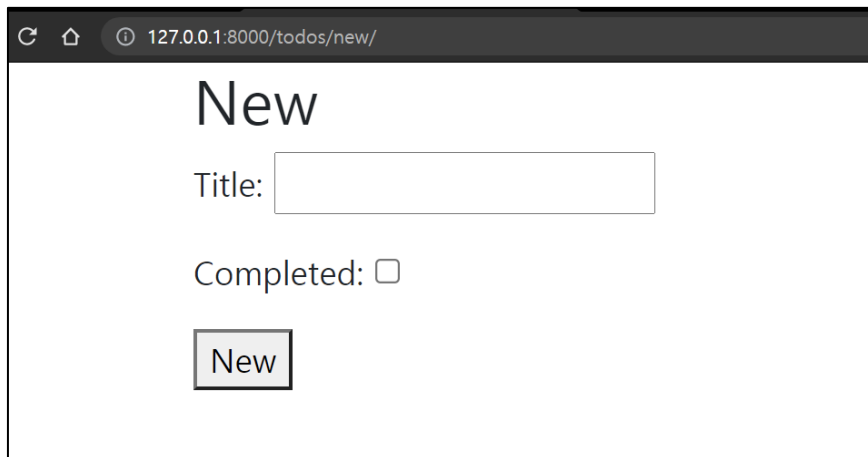 127.0.0.1:8000/todos/new/
New
Title:
Completed:
New